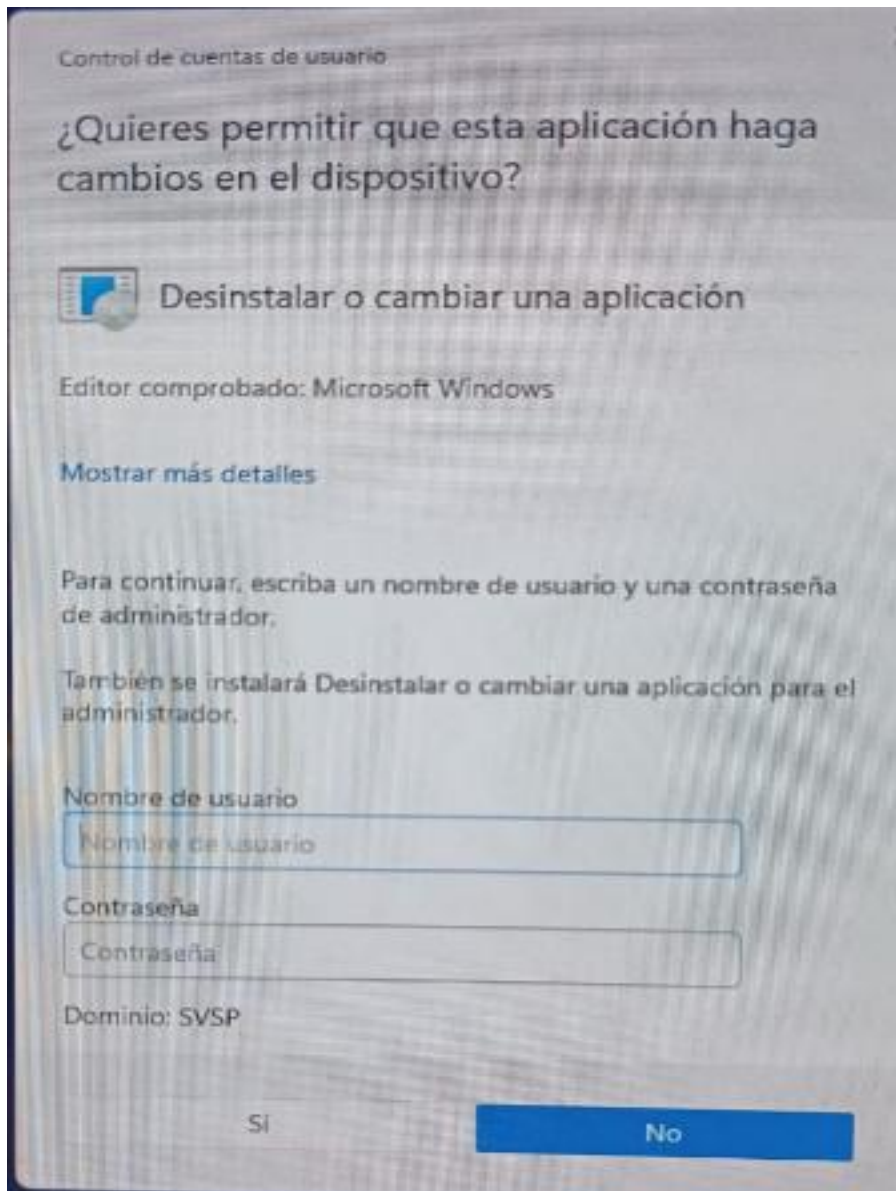 Control de cuentas de usuario
¿Quieres permitir que esta aplicación haga
cambios en el dispositivo?
Desinstalar o cambiar una aplicación
Editor comprobado: Microsoft Windows
Mostrar más detalles
Para continuar, escriba un nombre de usuario y una contraseña
de administrador.
También se instalará Desinstalar o cambiar una aplicación para el
administrador.
Nombre de usuario
Nombre de usuario
Contraseña
Contraseña
Dominio: SVSP
Sí
No